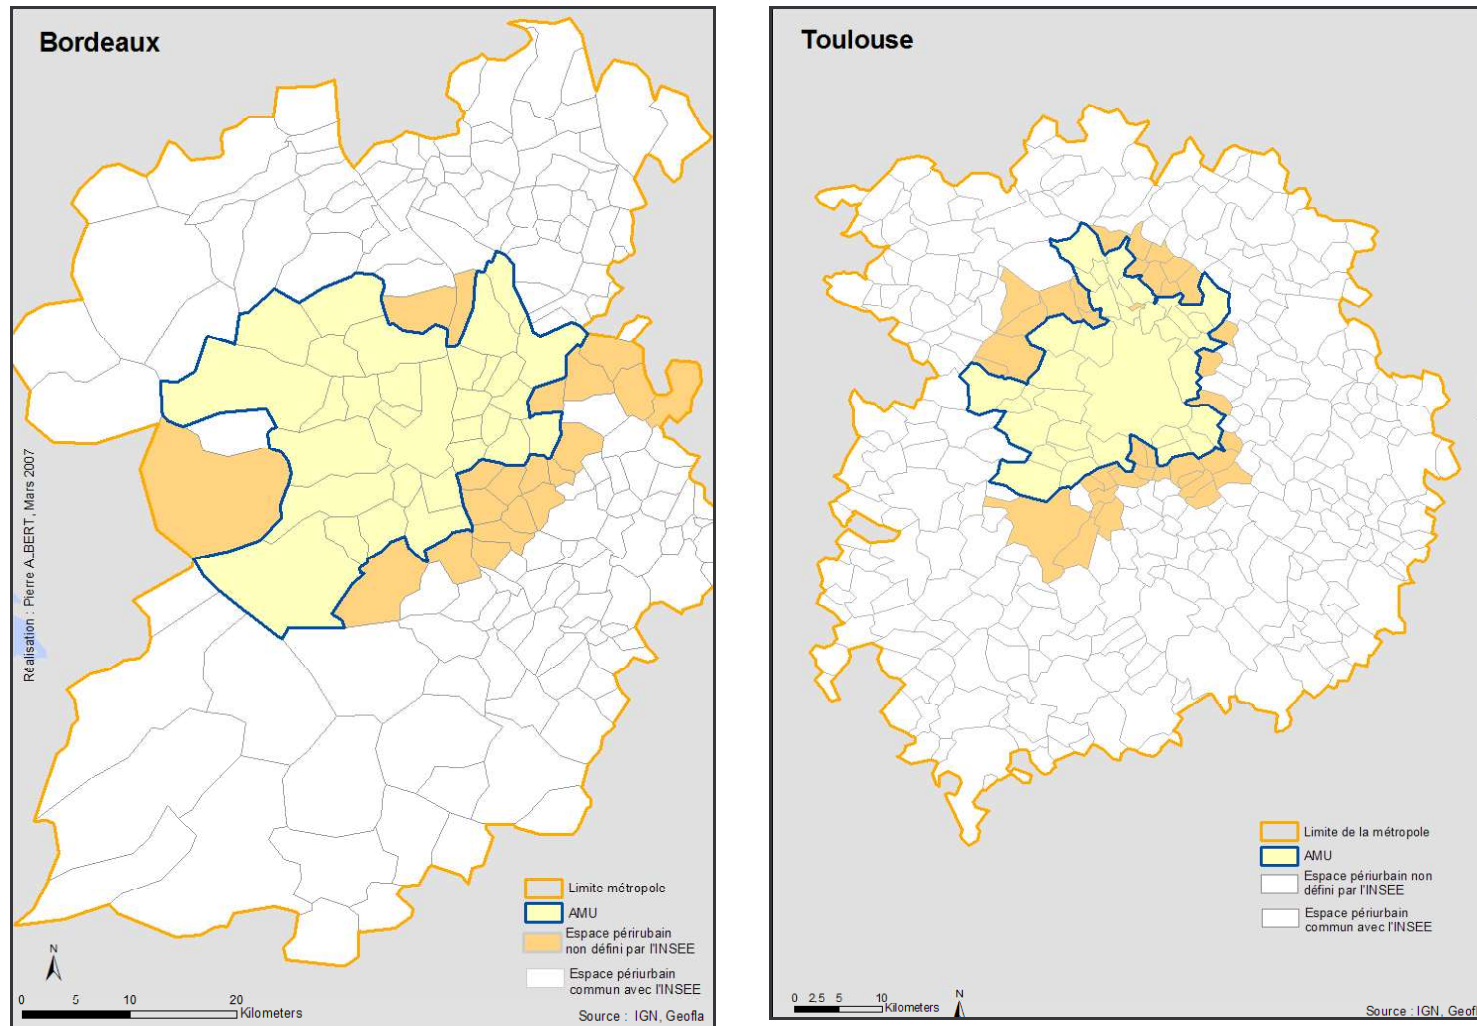 Bordeaux
Réalisation : Pierre ALBERT, Mars 2007
Limite métropole
AMU
Espace périrubain
non défini par l'INSEE
Espace périurbain
commun avec l'INSEE
N
0 5 10 20
Kilometers
Source : IGN, Geofla
Toulouse
Limite de la métropole
AMU
Espace périurbain non
défini par l'INSEE
Espace périurbain
commun avec l'INSEE
0 2,5 5 10
Kilometers
N
Source : IGN, Geofl